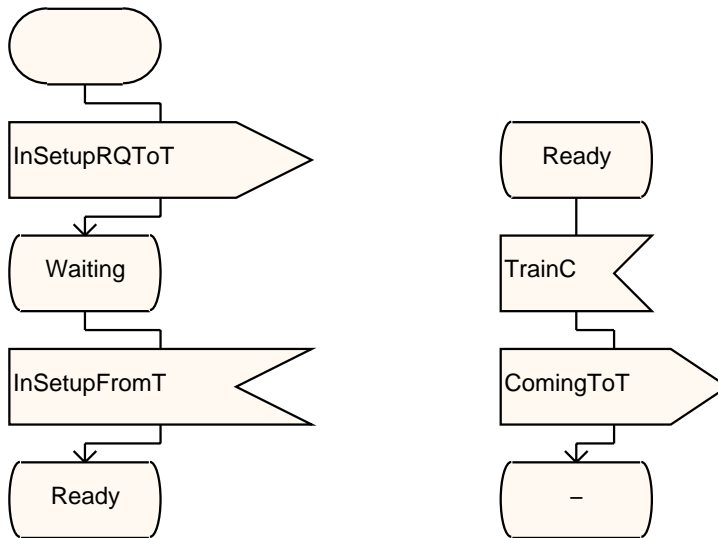 InSetupRQToT
Waiting
InSetupFromT
Ready
Ready
TrainC
ComingToT
–